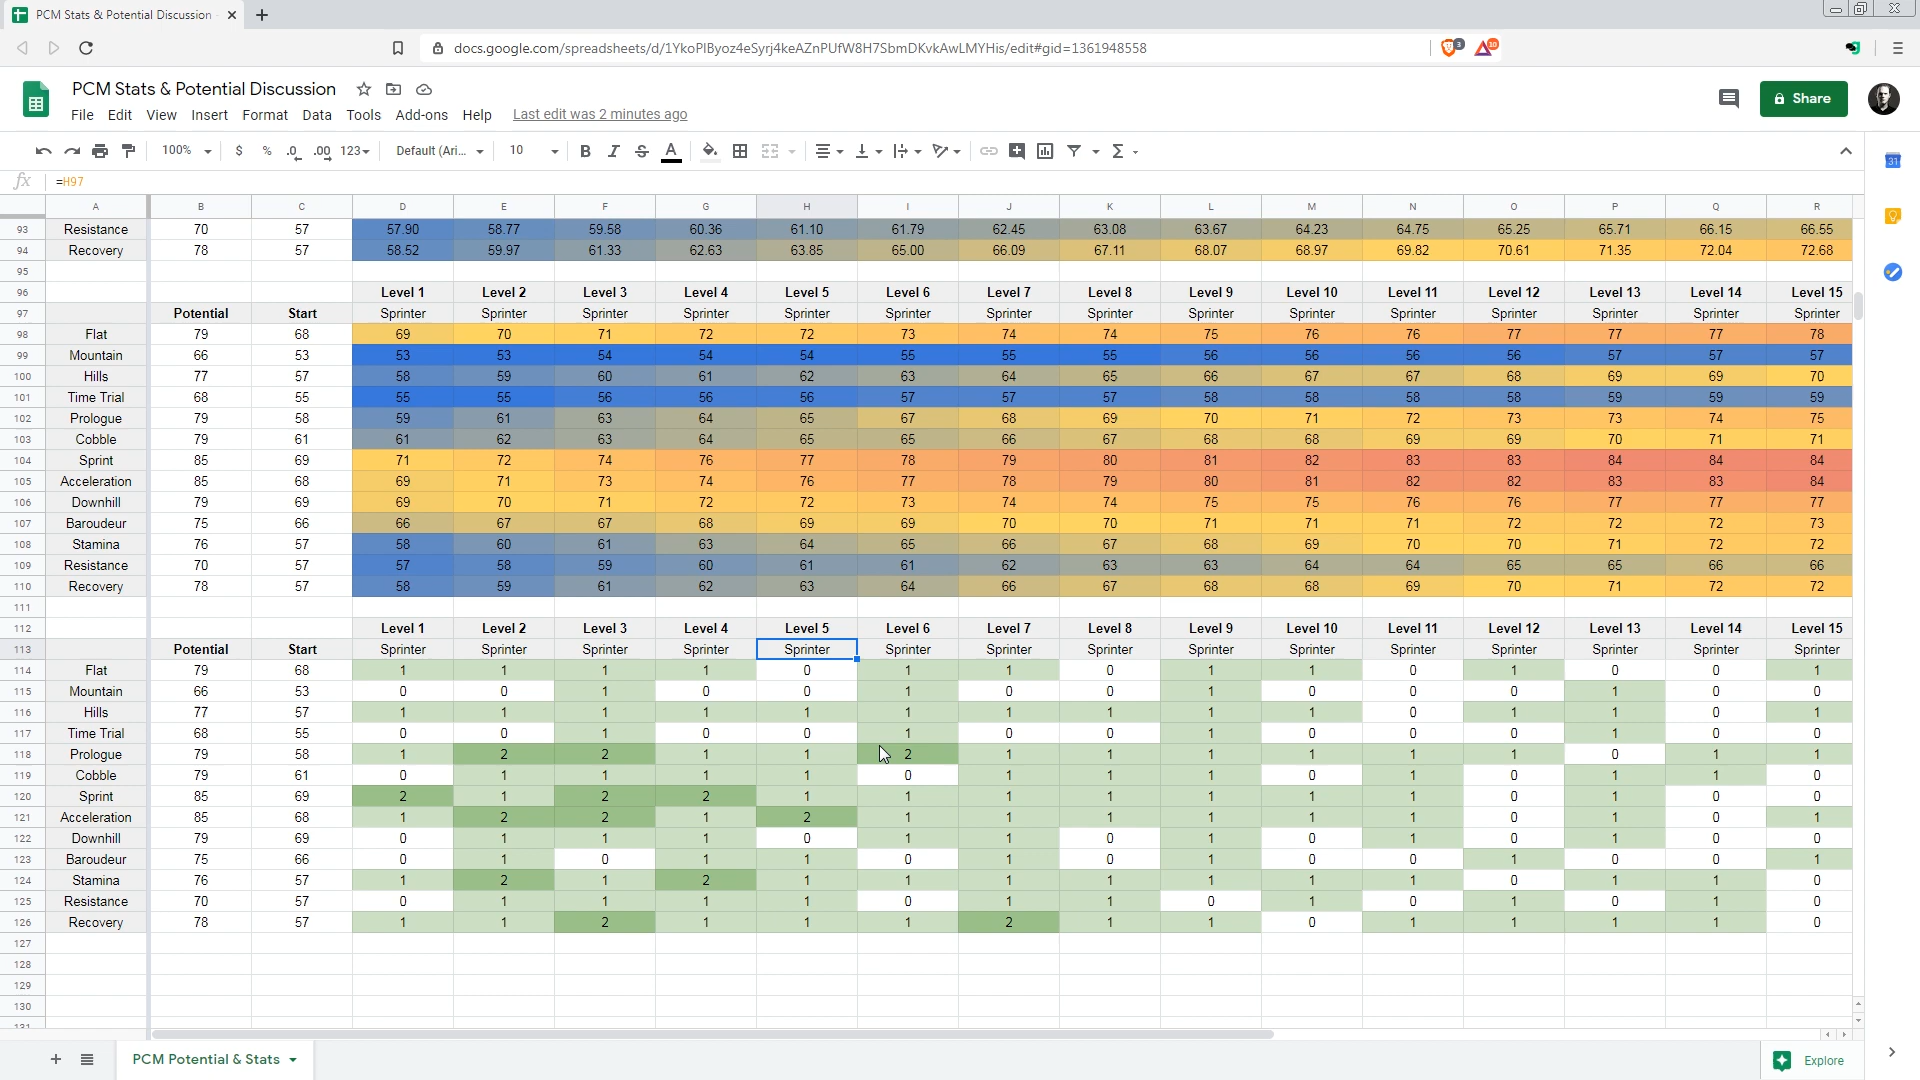 PCM Stats & Potential Discussion
docs.google.com/spreadsheets/d/1YkoPlByoz4eSyrj4keAZnPUfW8H7SbmDKvkAwLMYHis/edit#gid=1361948558
3
10
PCM Stats & Potential Discussion
File Edit View Insert Format Data Tools Add-ons Help Last edit was 2 minutes ago
Share
100% $ % .0 .00 123 Default (Ari... 10 B I S A
31
fx =H97
A B C D E F G H I J K L M N O P Q R
93 Resistance 70 57 57.90 58.77 59.58 60.36 61.10 61.79 62.45 63.08 63.67 64.23 64.75 65.25 65.71 66.15 66.55
94 Recovery 78 57 58.52 59.97 61.33 62.63 63.85 65.00 66.09 67.11 68.07 68.97 69.82 70.61 71.35 72.04 72.68
95
96 Level 1 Level 2 Level 3 Level 4 Level 5 Level 6 Level 7 Level 8 Level 9 Level 10 Level 11 Level 12 Level 13 Level 14 Level 15
97 Potential Start Sprinter Sprinter Sprinter Sprinter Sprinter Sprinter Sprinter Sprinter Sprinter Sprinter Sprinter Sprinter Sprinter Sprinter Sprinter
98 Flat 79 68 69 70 71 72 72 73 74 74 75 76 76 77 77 77 78
99 Mountain 66 53 53 53 54 54 54 55 55 55 56 56 56 56 57 57 57
100 Hills 77 57 58 59 60 61 62 63 64 65 66 67 67 68 69 69 70
101 Time Trial 68 55 55 55 56 56 56 57 57 57 58 58 58 58 59 59 59
102 Prologue 79 58 59 61 63 64 65 67 68 69 70 71 72 73 73 74 75
103 Cobble 79 61 61 62 63 64 65 65 66 67 68 68 69 69 70 71 71
104 Sprint 85 69 71 72 74 76 77 78 79 80 81 82 83 83 84 84 84
105 Acceleration 85 68 69 71 73 74 76 77 78 79 80 81 82 82 83 83 84
106 Downhill 79 69 69 70 71 72 72 73 74 74 75 75 76 76 77 77 77
107 Baroudeur 75 66 66 67 67 68 69 69 70 70 71 71 71 72 72 72 73
108 Stamina 76 57 58 60 61 63 64 65 66 67 68 69 70 70 71 72 72
109 Resistance 70 57 57 58 59 60 61 61 62 63 63 64 64 65 65 66 66
110 Recovery 78 57 58 59 61 62 63 64 66 67 68 68 69 70 71 72 72
111
112 Level 1 Level 2 Level 3 Level 4 Level 5 Level 6 Level 7 Level 8 Level 9 Level 10 Level 11 Level 12 Level 13 Level 14 Level 15
113 Potential Start Sprinter Sprinter Sprinter Sprinter Sprinter Sprinter Sprinter Sprinter Sprinter Sprinter Sprinter Sprinter Sprinter Sprinter Sprinter
114 Flat 79 68 1 1 1 1 0 1 1 0 1 1 0 1 0 0 1
115 Mountain 66 53 0 0 1 0 0 1 0 0 1 0 0 0 1 0 0
116 Hills 77 57 1 1 1 1 1 1 1 1 1 1 0 1 1 0 1
117 Time Trial 68 55 0 0 1 0 0 1 0 0 1 0 0 0 1 0 0
118 Prologue 79 58 1 2 2 1 1 2 1 1 1 1 1 1 0 1 1
119 Cobble 79 61 0 1 1 1 1 0 1 1 1 0 1 0 1 1 0
120 Sprint 85 69 2 1 2 2 1 1 1 1 1 1 1 0 1 0 0
121 Acceleration 85 68 1 2 2 1 2 1 1 1 1 1 1 0 1 0 1
122 Downhill 79 69 0 1 1 1 0 1 1 0 1 0 1 0 1 0 0
123 Baroudeur 75 66 0 1 0 1 1 0 1 0 1 0 0 1 0 0 1
124 Stamina 76 57 1 2 1 2 1 1 1 1 1 1 1 0 1 1 0
125 Resistance 70 57 0 1 1 1 1 0 1 1 0 1 0 1 0 1 0
126 Recovery 78 57 1 1 2 1 1 1 2 1 1 0 1 1 1 1 0
127
128
129
130
131
PCM Potential & Stats
Explore